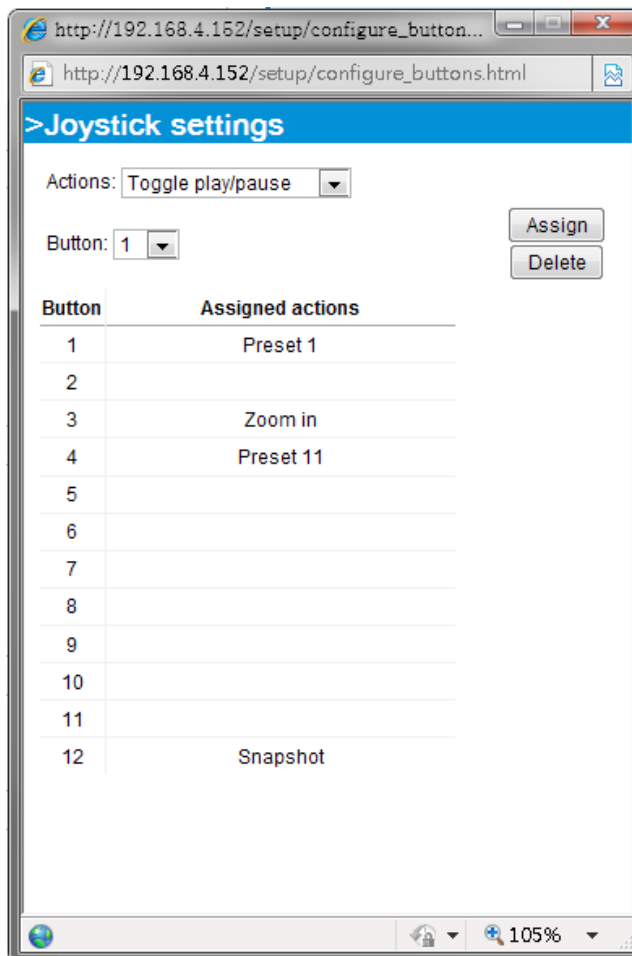 http://192.168.4.152/setup/configure_button...
http://192.168.4.152/setup/configure_buttons.html
>Joystick settings
Actions: Toggle play/pause
Button: 1
Assign
Delete
Button Assigned actions
1 Preset 1
2
3 Zoom in
4 Preset 11
5
6
7
8
9
10
11
12 Snapshot
105%